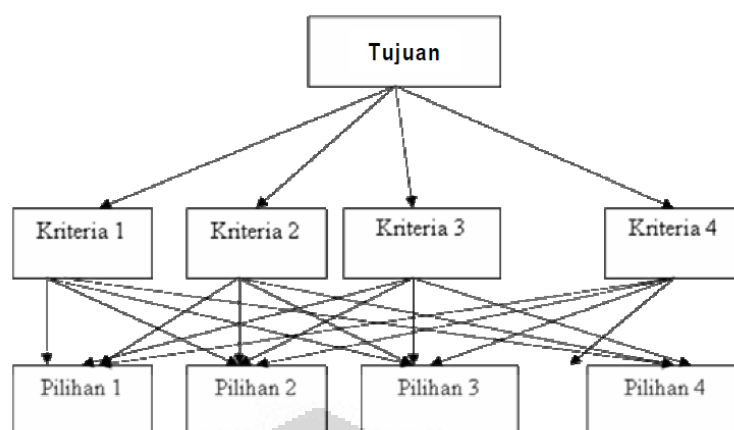 Tujuan
Kriteria 1
Kriteria 2
Kriteria 3
Kriteria 4
Pilihan 1
Pilihan 2
Pilihan 3
Pilihan 4